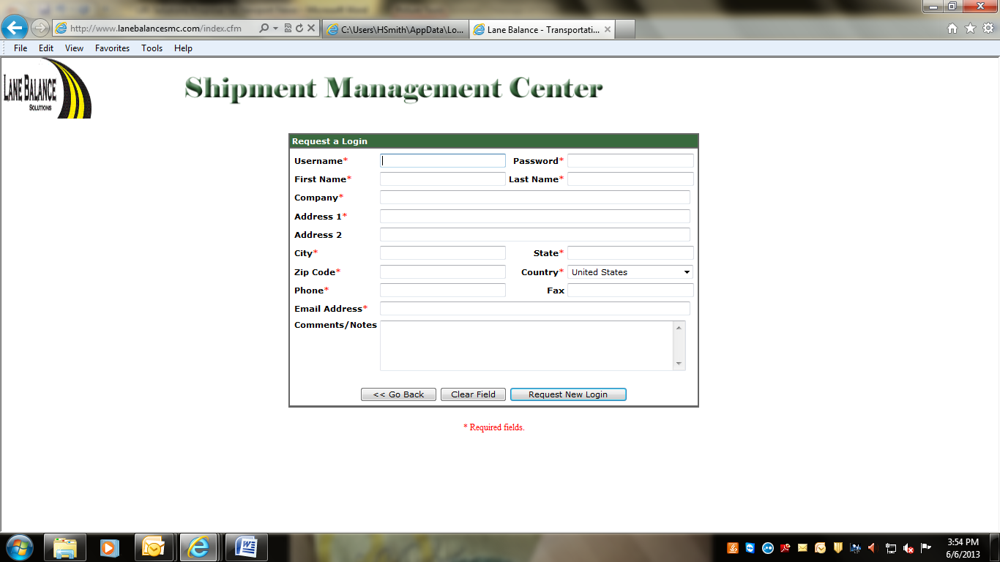 http://www.lanebalancesmc.com/index.cfm
C:\Users\HSmith\AppData\Lo...
Lane Balance - Transportati...
File Edit View Favorites Tools Help
LANE BALANCE
SOLUTIONS
Shipment Management Center
Request a Login
Username* Password*
First Name* Last Name*
Company*
Address 1*
Address 2
City* State*
Zip Code* Country* United States
Phone* Fax
Email Address*
Comments/Notes
<< Go Back Clear Field Request New Login
* Required fields.
3:54 PM
6/6/2013